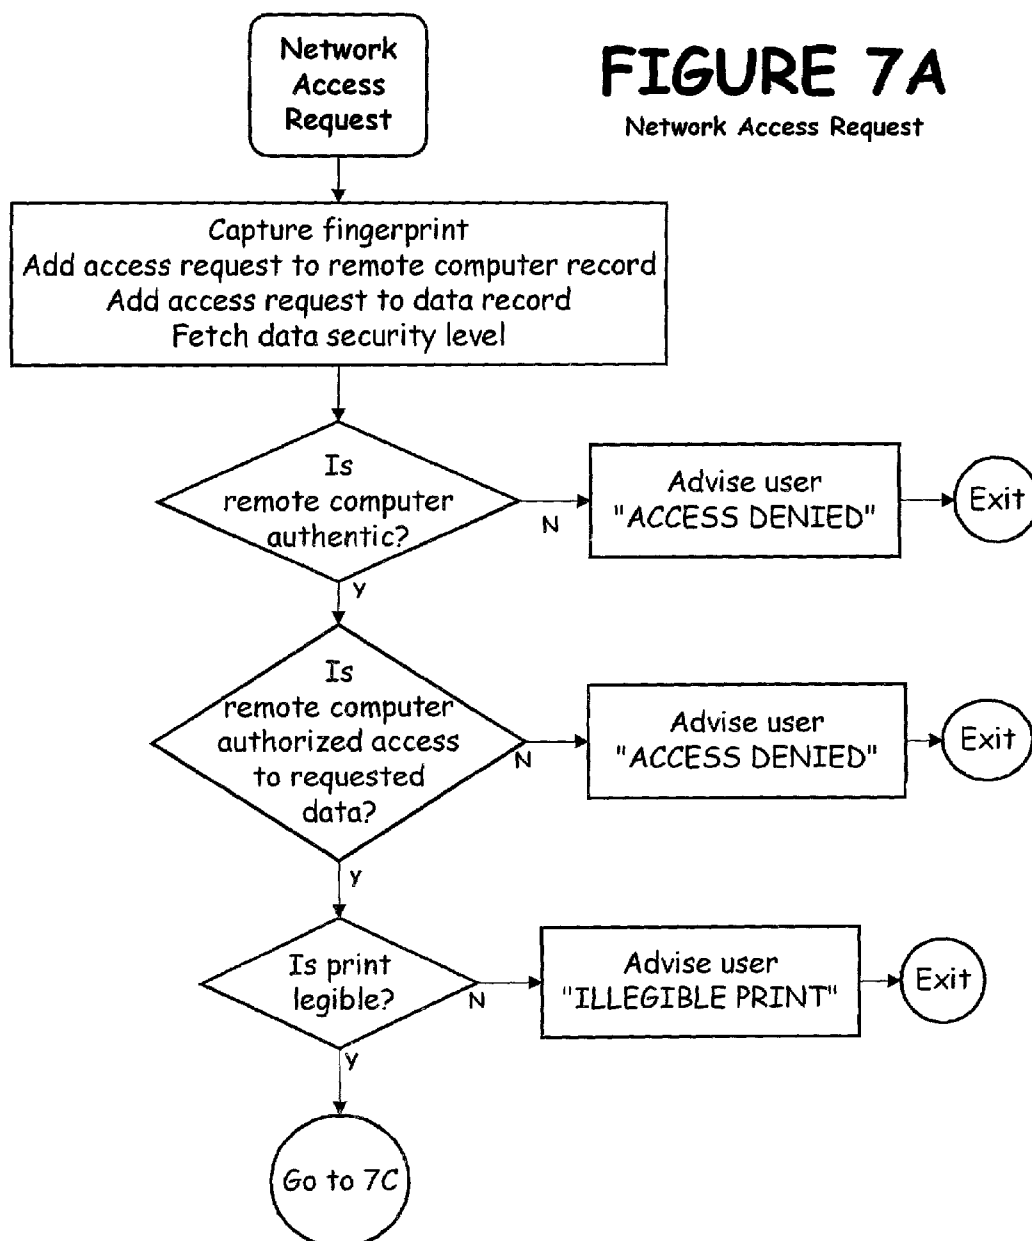 Network
Access
Request
FIGURE 7A
Network Access Request
Capture fingerprint
Add access request to remote computer record
Add access request to data record
Fetch data security level
Is
remote computer
authentic?
N
Advise user
"ACCESS DENIED"
Exit
y
Is
remote computer
authorized access
to requested
data?
N
Advise user
"ACCESS DENIED"
Exit
y
Is print
legible?
N
Advise user
"ILLEGIBLE PRINT"
Exit
y
Go to 7C